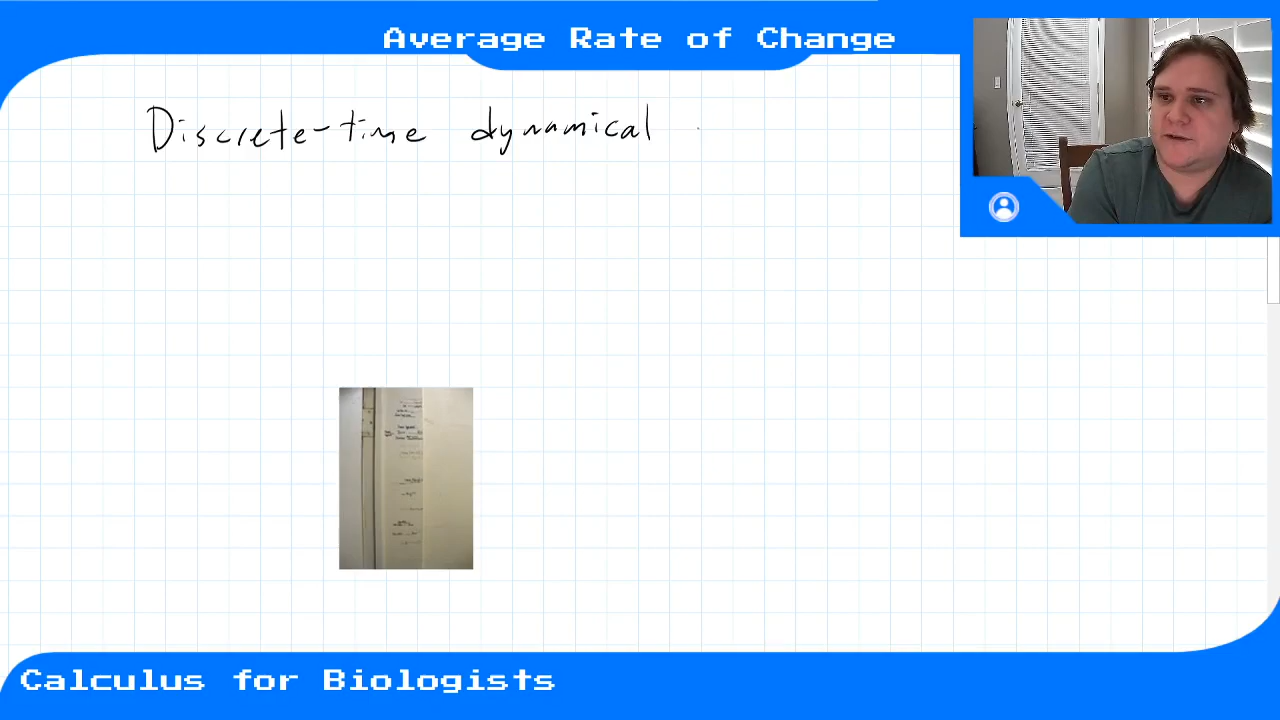 Average Rate of Change
Discrete-time dynamical
Calculus for Biologists